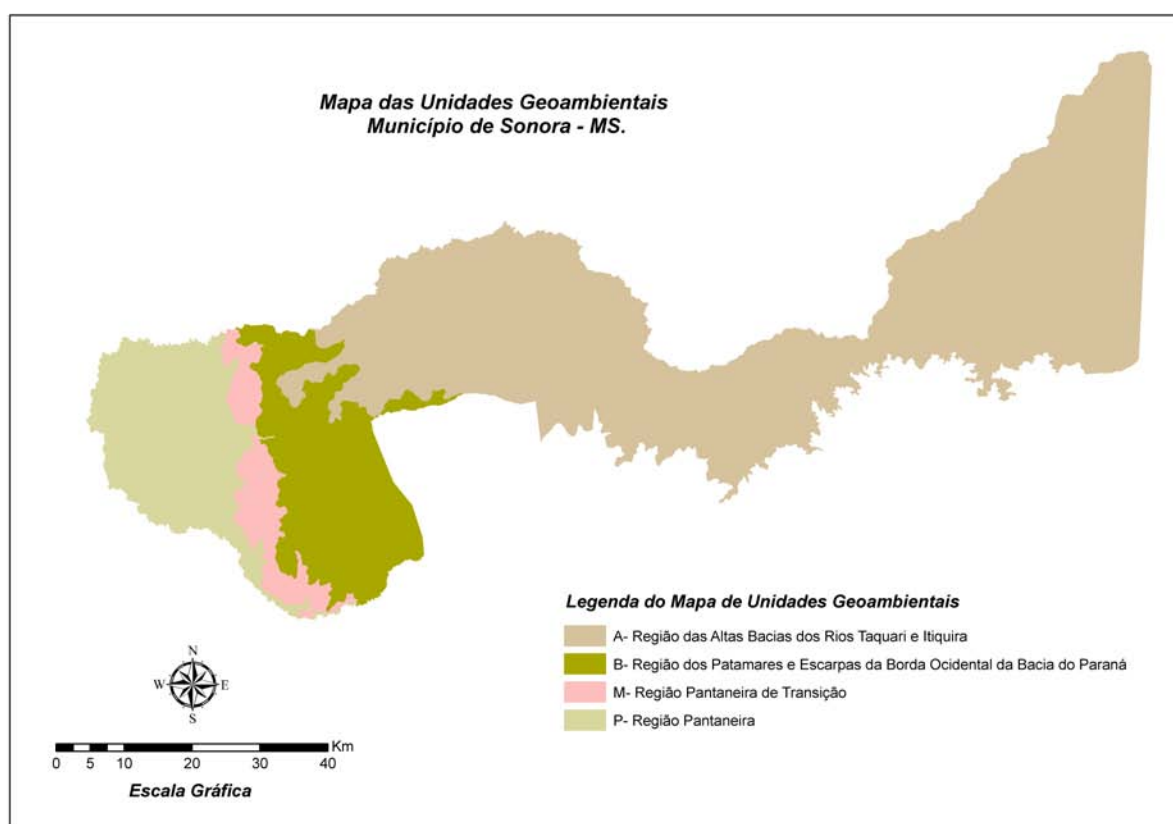 Mapa das Unidades Geoambientais
Município de Sonora - MS.
Legenda do Mapa de Unidades Geoambientais
A- Região das Altas Bacias dos Rios Taquari e Itiquira
B- Região dos Patamares e Escarpas da Borda Ocidental da Bacia do Paraná
M- Região Pantaneira de Transição
P- Região Pantaneira
N
W E
S
Km
0 5 10 20 30 40
Escala Gráfica